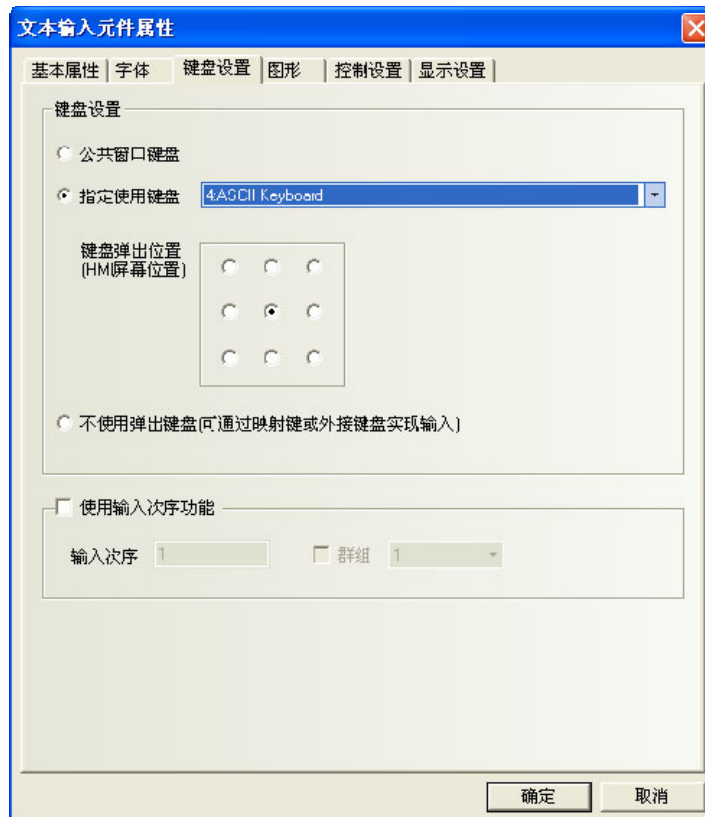 文本输入元件属性
基本属性 字体 键盘设置 图形 控制设置 显示设置
键盘设置
公共窗口键盘
指定使用键盘 4:ASCII Keyboard
键盘弹出位置
(HMI屏幕位置)
不使用弹出键盘(可通过映射键或外接键盘实现输入)
使用输入次序功能
输入次序 1 群组 1
确定 取消